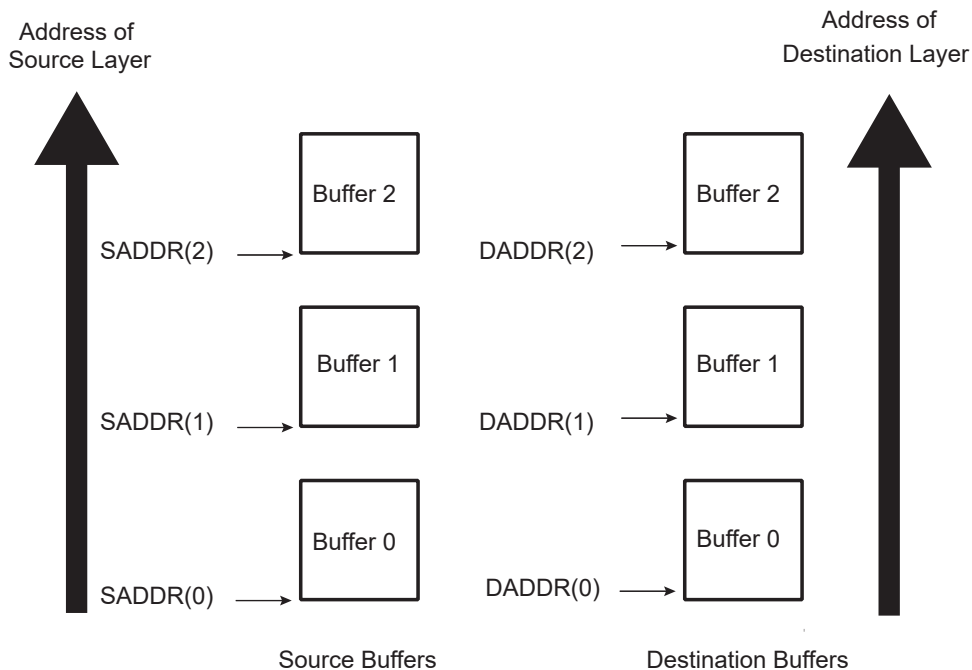 Address of
Source Layer
Address of
Destination Layer
Buffer 2
Buffer 2
SADDR(2)
DADDR(2)
Buffer 1
Buffer 1
SADDR(1)
DADDR(1)
Buffer 0
Buffer 0
SADDR(0)
DADDR(0)
Source Buffers
Destination Buffers